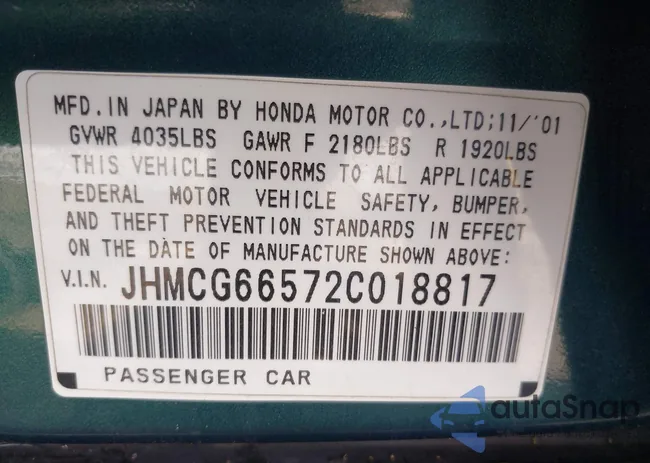 MFD.IN JAPAN BY HONDA MOTOR CO.,LTD;11/'01
GVWR 4035LBS GAWR F 2180LBS R 1920LBS
THIS VEHICLE CONFORMS TO ALL APPLICABLE
FEDERAL MOTOR VEHICLE SAFETY, BUMPER,
AND THEFT PREVENTION STANDARDS IN EFFECT
ON THE DATE OF MANUFACTURE SHOWN ABOVE:
V.I.N. JHMCG66572C018817
PASSENGER CAR
autoSnap